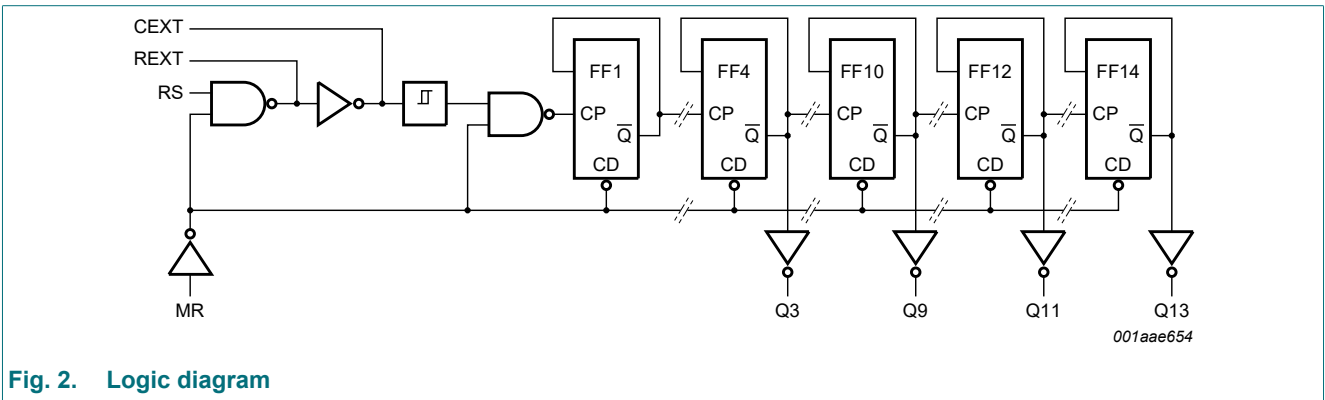 CEXT
REXT
RS
FF1 FF4 FF10 FF12 FF14
CP CP CP CP CP
Q Q Q Q Q
CD CD CD CD CD
MR Q3 Q9 Q11 Q13
001aae654
Fig. 2. Logic diagram